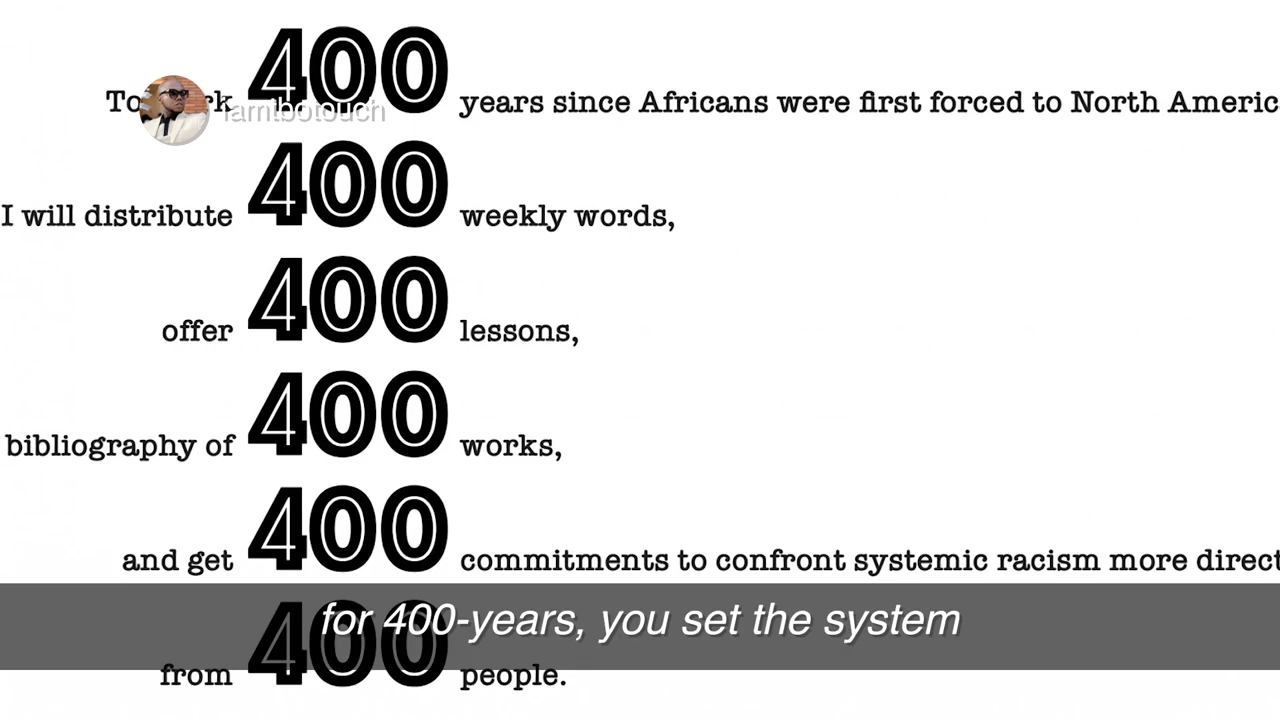 To 400 years since Africans were first forced to North Americ
iamtbotouch
I will distribute 400 weekly words,
offer 400 lessons,
bibliography of 400 works,
and get 400 commitments to confront systemic racism more direct
for 400-years, you set the system
from 400 people.